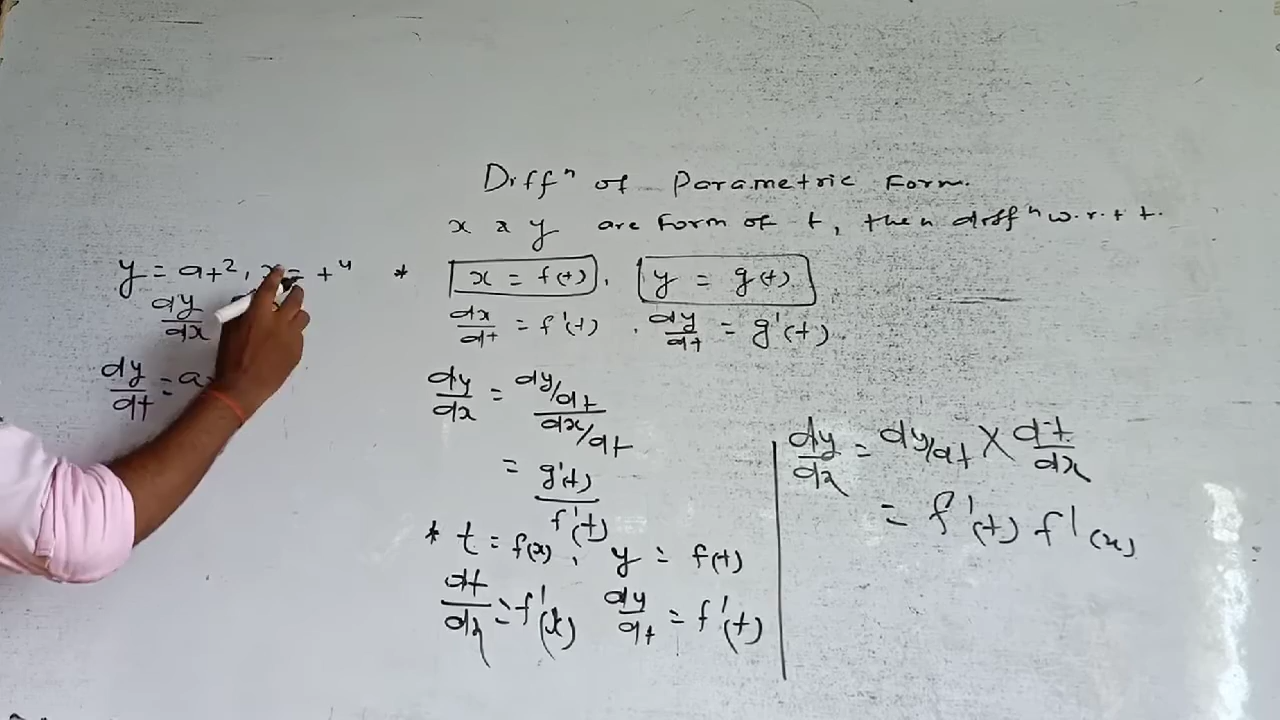 Diffⁿ of Parametric Form.
x & y are form of t, then diffⁿ w.r.t t.
y = at², x = t⁴
dy/dx
dy/dt = a
* x = f(t), y = g(t)
dx/dt = f'(t), dy/dt = g'(t)
dy/dx = (dy/dt)/(dx/dt)
= g'(t)/f'(t)
* t = f(x), y = f(t)
dt/dx = f'(x) dy/dt = f'(t)
dy/dx = dy/dt × dt/dx
= f'(t) f'(x)